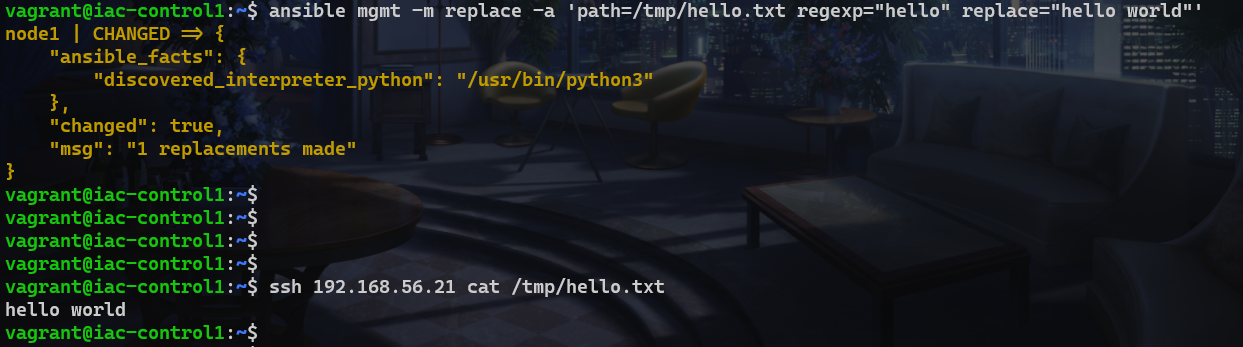 vagrant@iac-control1:~$ ansible mgmt -m replace -a 'path=/tmp/hello.txt regexp="hello" replace="hello world"'
node1 | CHANGED => {
    "ansible_facts": {
        "discovered_interpreter_python": "/usr/bin/python3"
    },
    "changed": true,
    "msg": "1 replacements made"
}
vagrant@iac-control1:~$
vagrant@iac-control1:~$
vagrant@iac-control1:~$
vagrant@iac-control1:~$
vagrant@iac-control1:~$ ssh 192.168.56.21 cat /tmp/hello.txt
hello world
vagrant@iac-control1:~$